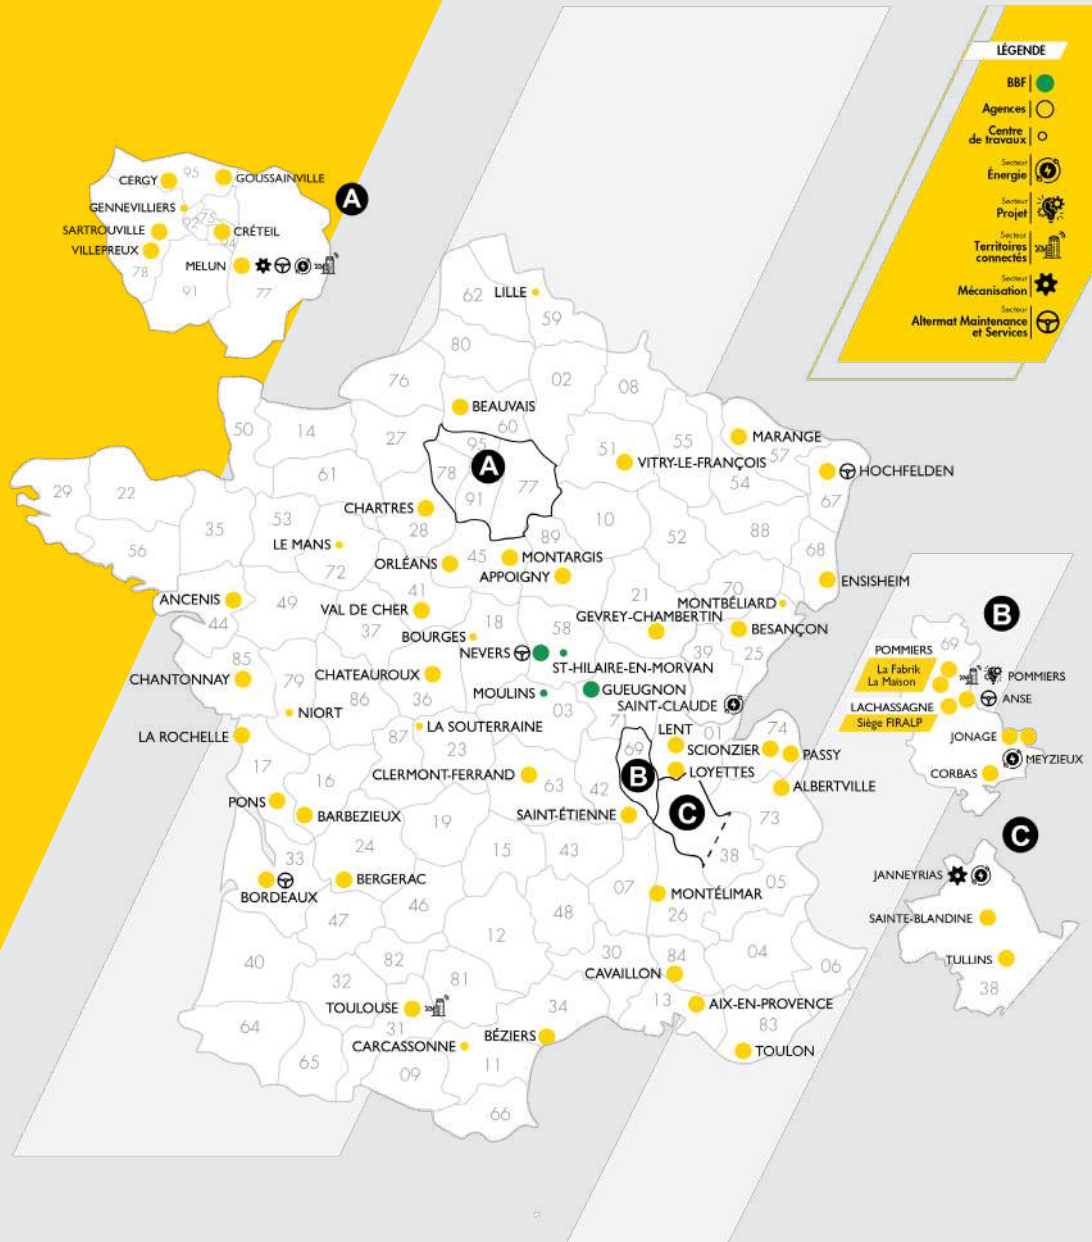 LÉGENDE
BBF
Agences
Centre
de travaux
Secteur
Énergie
Secteur
Projet
Secteur
Territoires
connectés
Secteur
Mécanisation
Secteur
Altermat Maintenance
et Services
A
CERGY
95
GOUSSAINVILLE
GENNEVILLIERS
75
92
SARTROUVILLE
CRÉTEIL
94
VILLEPREUX
MELUN
78
91
77
62
LILLE
59
80
76
02
08
BEAUVAIS
60
50
14
27
95
A
78
91
77
51
VITRY-LE-FRANÇOIS
55
MARANGE
57
54
HOCHFELDEN
67
29
22
61
35
53
56
CHARTRES
28
10
52
88
68
LE MANS
72
ORLÉANS
45
MONTARGIS
89
APPOIGNY
ENSISHEIM
ANCENIS
44
49
41
VAL DE CHER
37
18
58
21
GEVREY-CHAMBERTIN
70
MONTBÉLIARD
BESANÇON
25
39
BOURGES
NEVERS
ST-HILAIRE-EN-MORVAN
85
CHANTONNAY
79
86
CHATEAUROUX
36
MOULINS
03
GUEUGNON
SAINT-CLAUDE
71
NIORT
LA SOUTERRAINE
87
23
LA ROCHELLE
17
16
CLERMONT-FERRAND
63
42
69
B
01
LENT
SCIONZIER
74
PASSY
LOYETTES
ALBERTVILLE
73
PONS
BARBEZIEUX
19
SAINT-ÉTIENNE
C
38
33
24
15
43
BORDEAUX
BERGERAC
46
47
07
MONTÉLIMAR
26
05
48
12
40
32
82
81
30
84
CAVAILLON
04
06
TOULOUSE
31
34
13
AIX-EN-PROVENCE
83
64
65
CARCASSONNE
BÉZIERS
TOULON
09
11
66
B
69
POMMIERS
La Fabrik
La Maison
POMMIERS
ANSE
LACHASSAGNE
Siège FIRALP
JONAGE
MEYZIEUX
CORBAS
C
JANNEYRIAS
SAINTE-BLANDINE
TULLINS
38